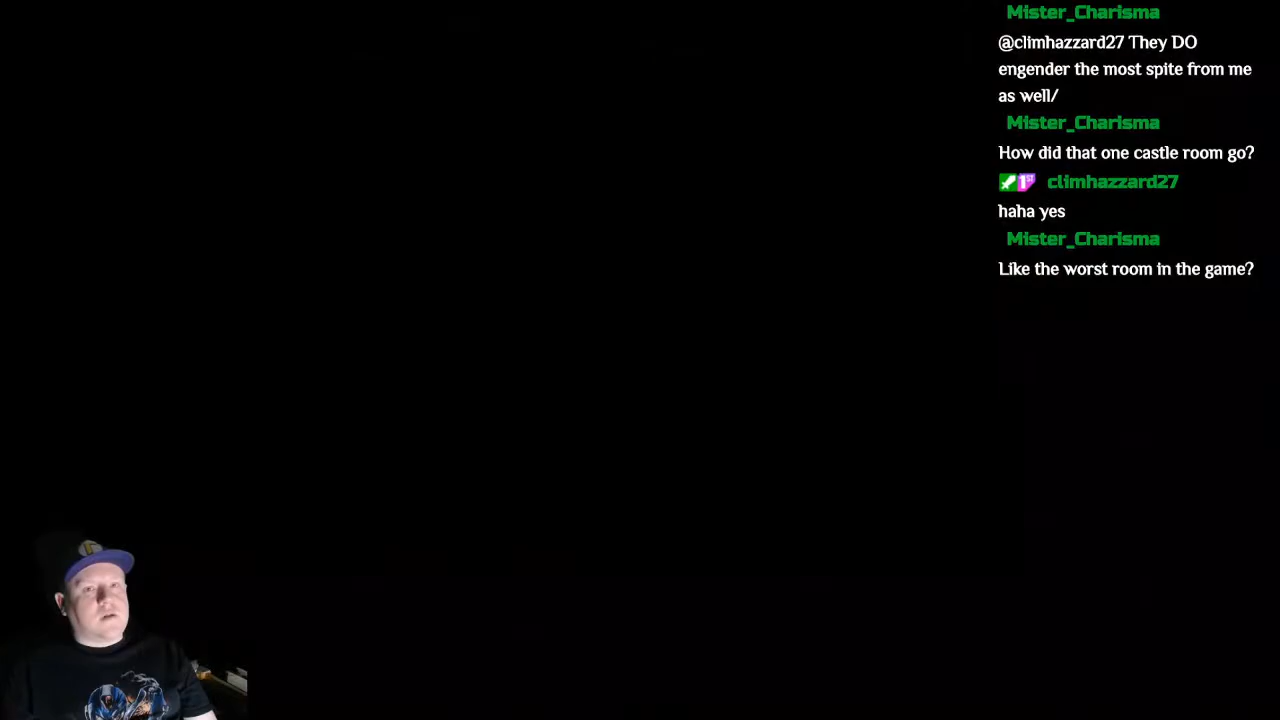 Mister_Charisma
@climhazzard27 They DO
engender the most spite from me
as well/
Mister_Charisma
How did that one castle room go?
1ST climhazzard27
haha yes
Mister_Charisma
Like the worst room in the game?